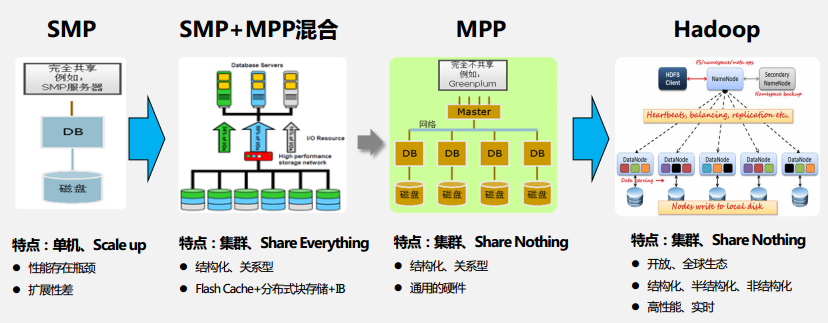 SMP
SMP+MPP混合
MPP
Hadoop
完全共享
例如，
SMP服务器
DB
磁盘
Database Servers
I/O Resource
High performance
storage network
完全不共享
例如，
Greenplum
Master
网络
DB
DB
DB
DB
磁盘
磁盘
磁盘
磁盘
HDFS
Client
NameNode
Secondary
NameNode
Namespace backup
Heartbeats, balancing, replication etc.
DataNode
DataNode
DataNode
DataNode
DataNode
Data serving
Nodes write to local disk
特点：单机、Scale up
● 性能存在瓶颈
● 扩展性差
特点：集群、Share Everything
● 结构化、关系型
● Flash Cache+分布式块存储+IB
特点：集群、Share Nothing
● 结构化、关系型
● 通用的硬件
特点：集群、Share Nothing
● 开放、全球生态
● 结构化、半结构化、非结构化
● 高性能、实时